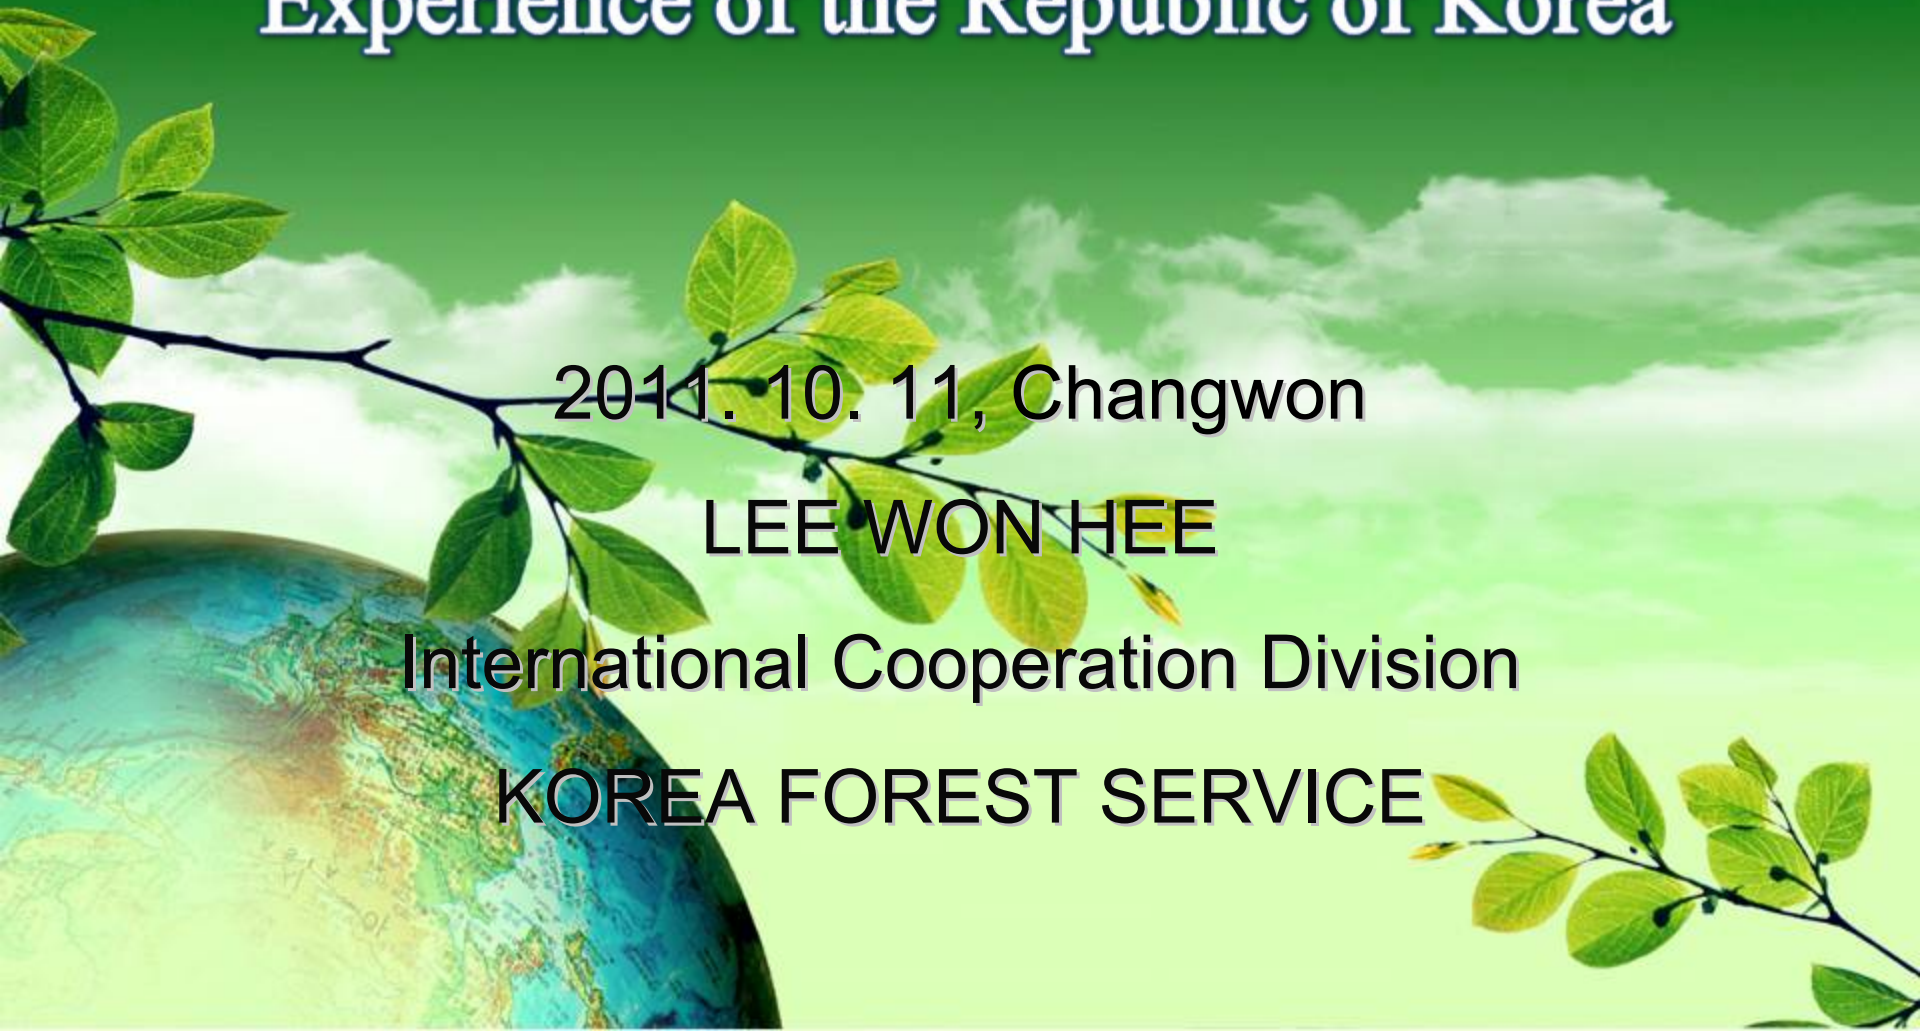 Experience of the Republic of Korea
2011. 10. 11, Changwon
LEE WON HEE
International Cooperation Division
KOREA FOREST SERVICE